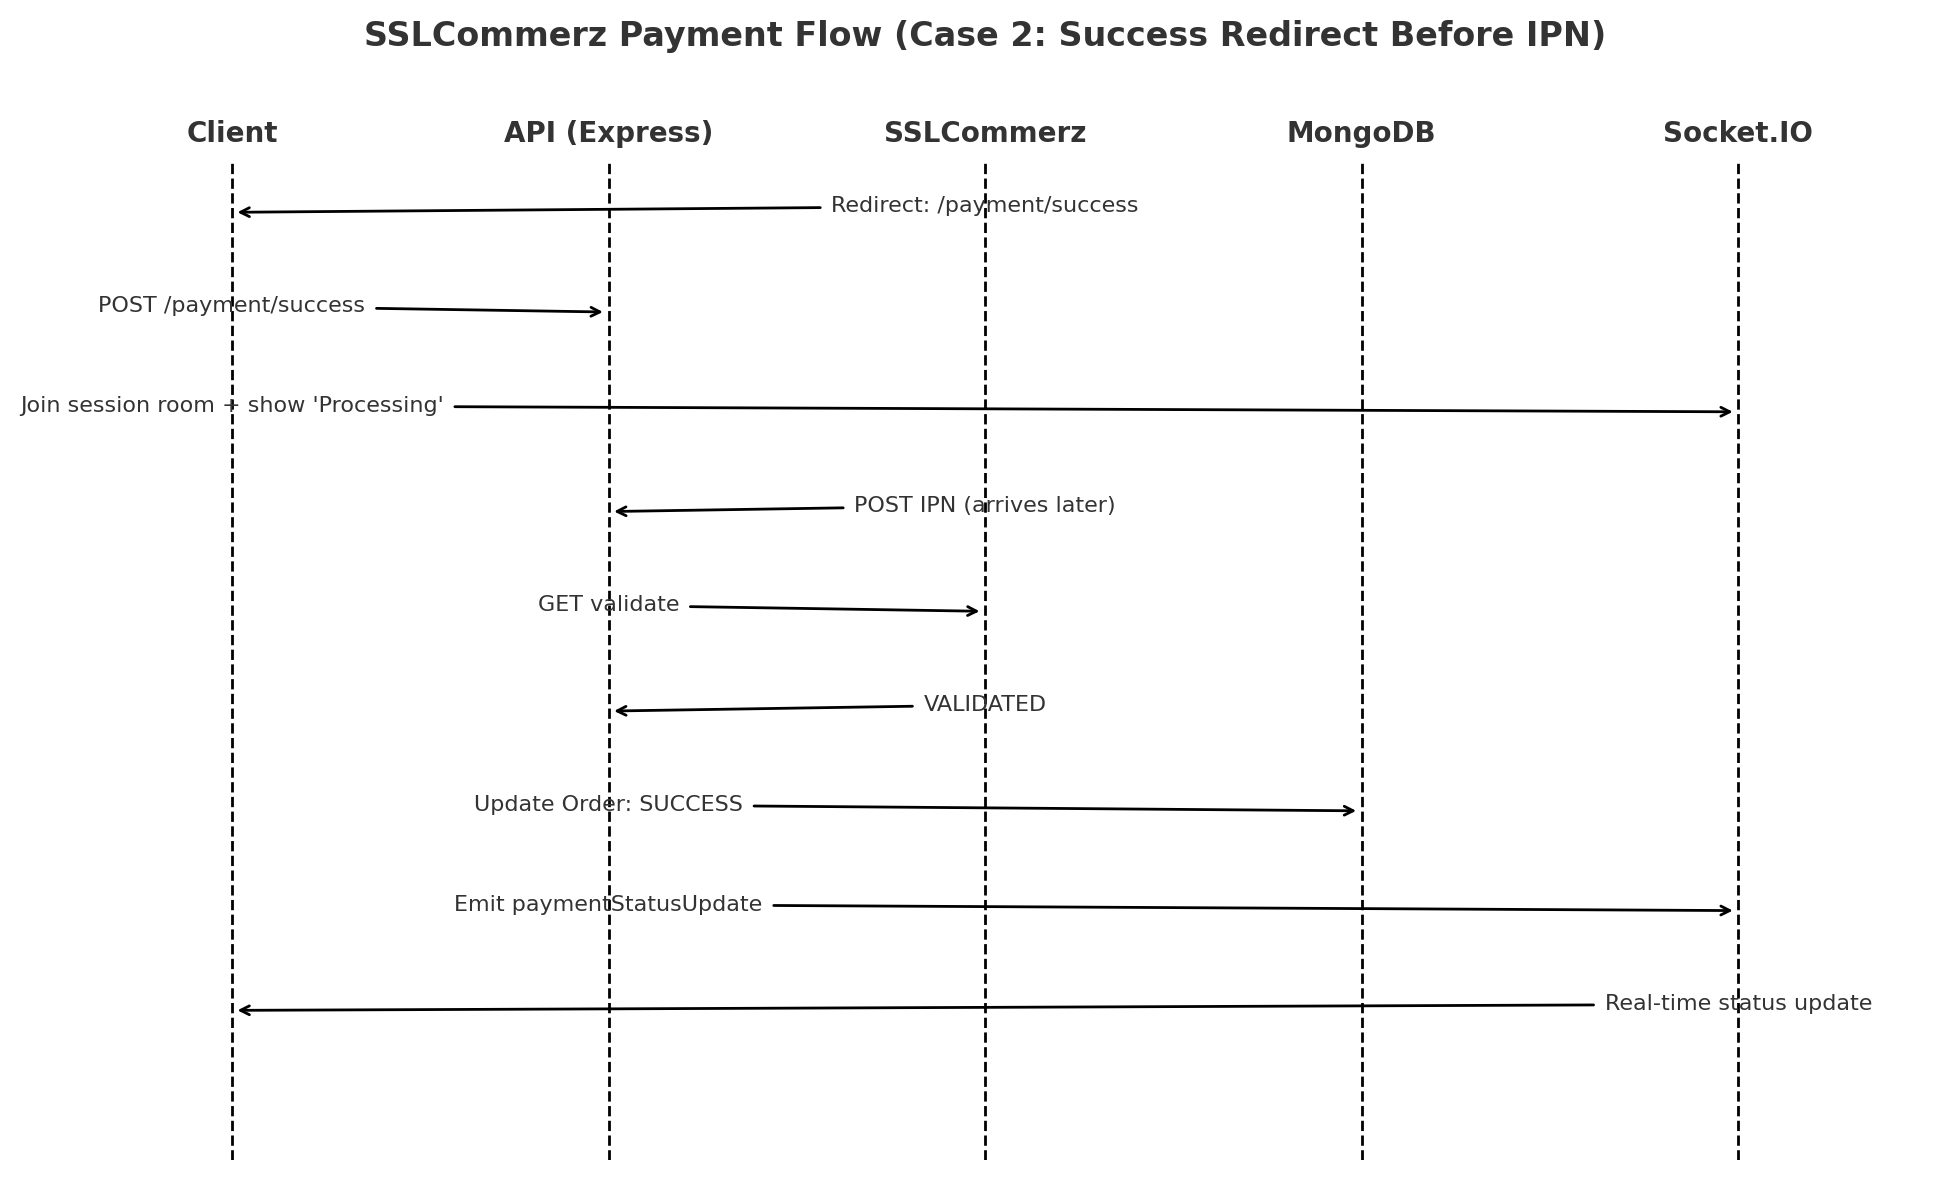 SSLCommerz Payment Flow (Case 2: Success Redirect Before IPN)
Client
API (Express)
SSLCommerz
MongoDB
Socket.IO
Redirect: /payment/success
POST /payment/success
Join session room + show 'Processing'
POST IPN (arrives later)
GET validate
VALIDATED
Update Order: SUCCESS
Emit paymentStatusUpdate
Real-time status update